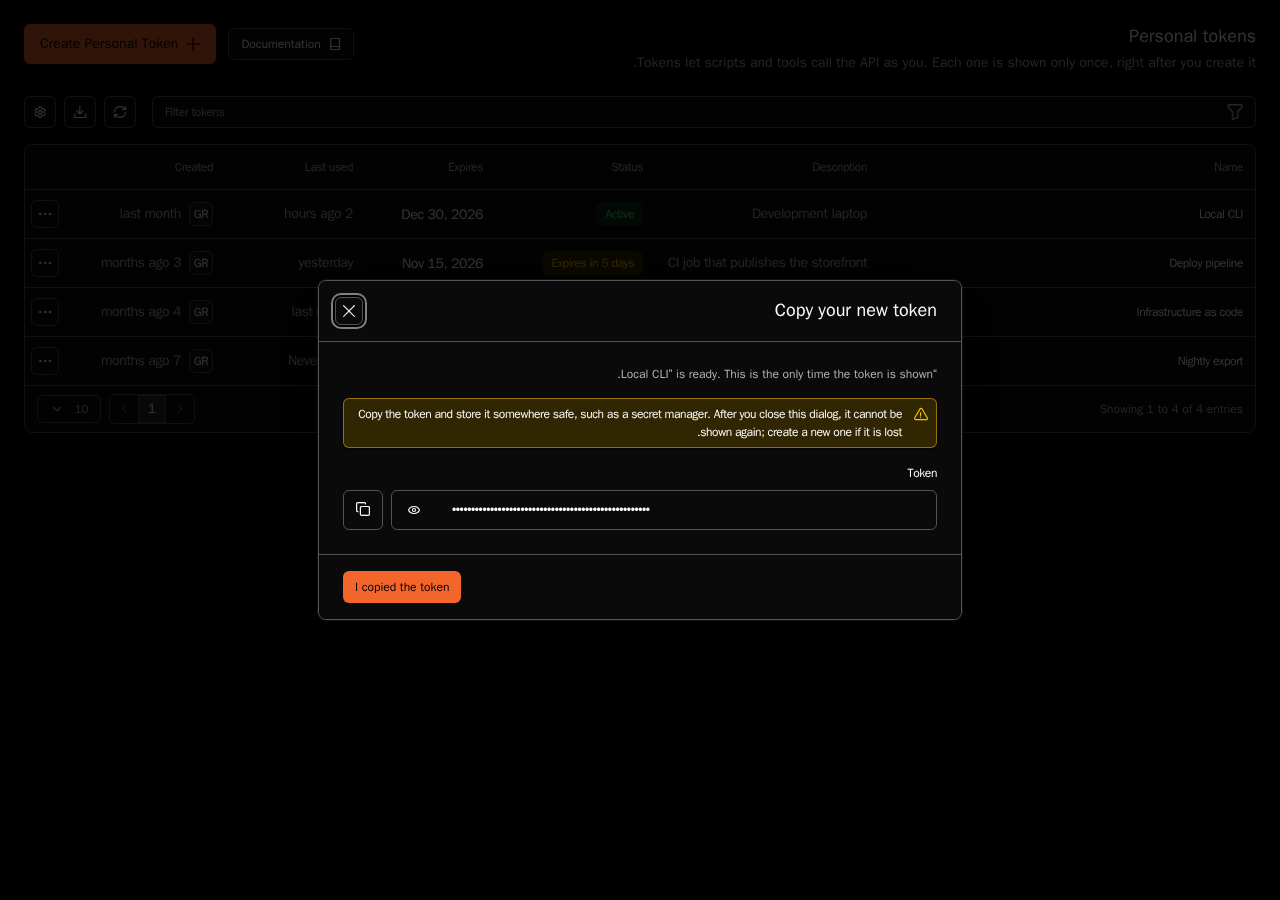 Personal tokens
Tokens let scripts and tools call the API as you. Each one is shown only once, right after you create it.
Documentation
Create Personal Token
Filter tokens
Name
Description
Status
Expires
Last used
Created
Local CLI
Development laptop
Active
Dec 30, 2026
hours ago 2
GR
last month
Deploy pipeline
CI job that publishes the storefront
Expires in 5 days
Nov 15, 2026
yesterday
GR
months ago 3
Infrastructure as code
last
GR
months ago 4
Nightly export
GR
months ago 7
Showing 1 to 4 of 4 entries
1
10
Copy your new token
“Local CLI” is ready. This is the only time the token is shown.
Copy the token and store it somewhere safe, such as a secret manager. After you close this dialog, it cannot be
shown again; create a new one if it is lost.
Token
I copied the token